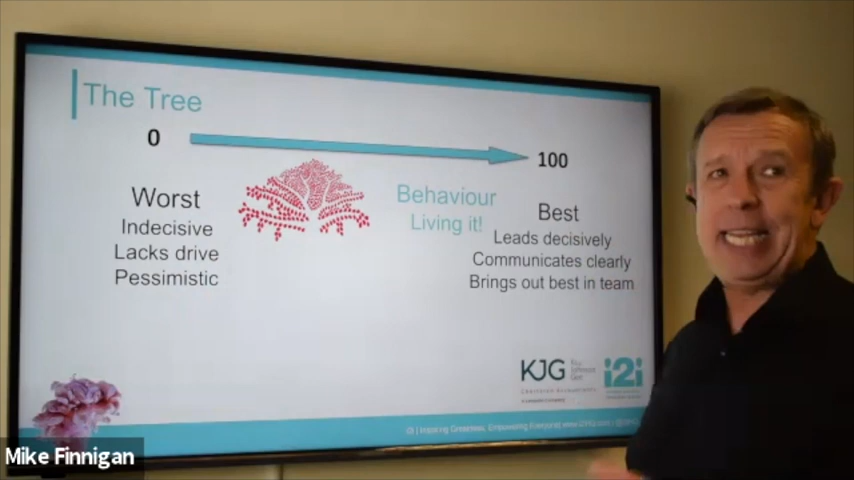 The Tree
0
100
Worst
Indecisive
Lacks drive
Pessimistic
Behaviour
Living it!
Best
Leads decisively
Communicates clearly
Brings out best in team
KJG
i2i
Mike Finnigan